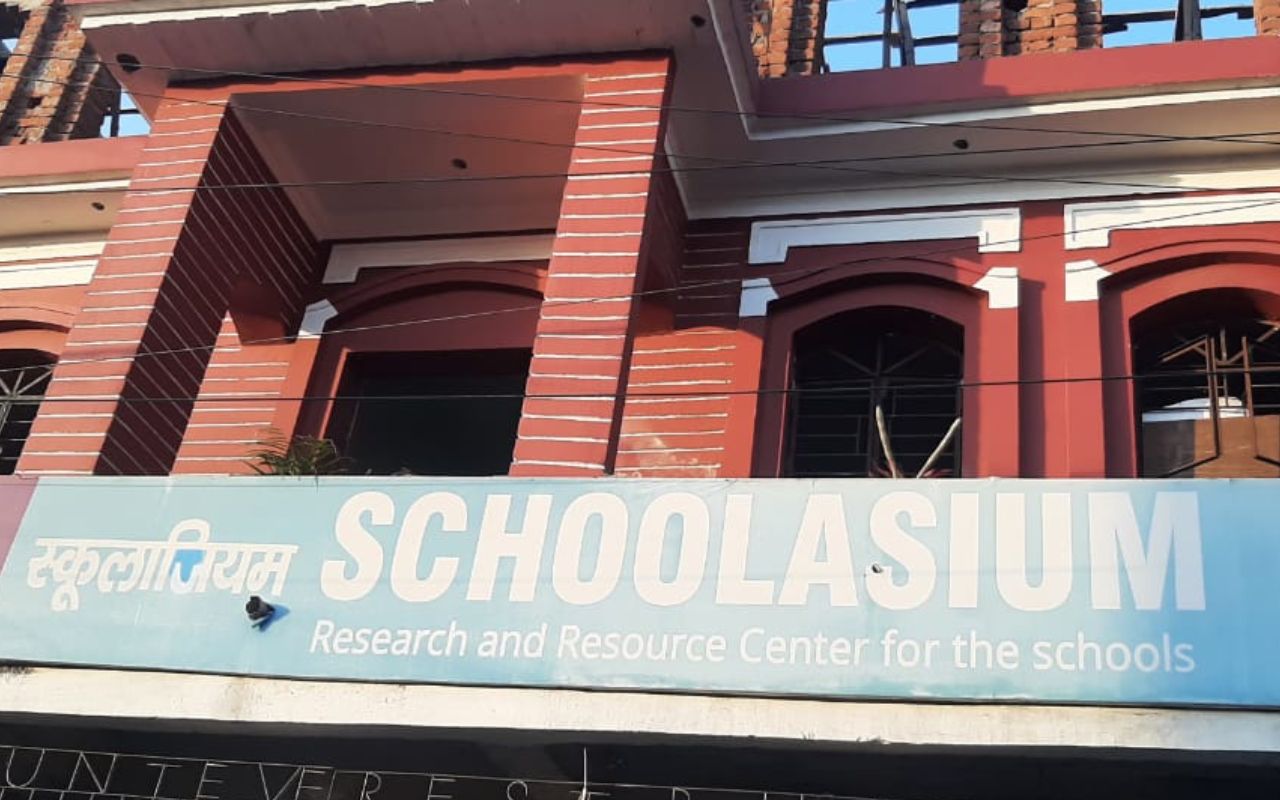 स्कूलाजियम SCHOOLASIUM
Research and Resource Center for the schools